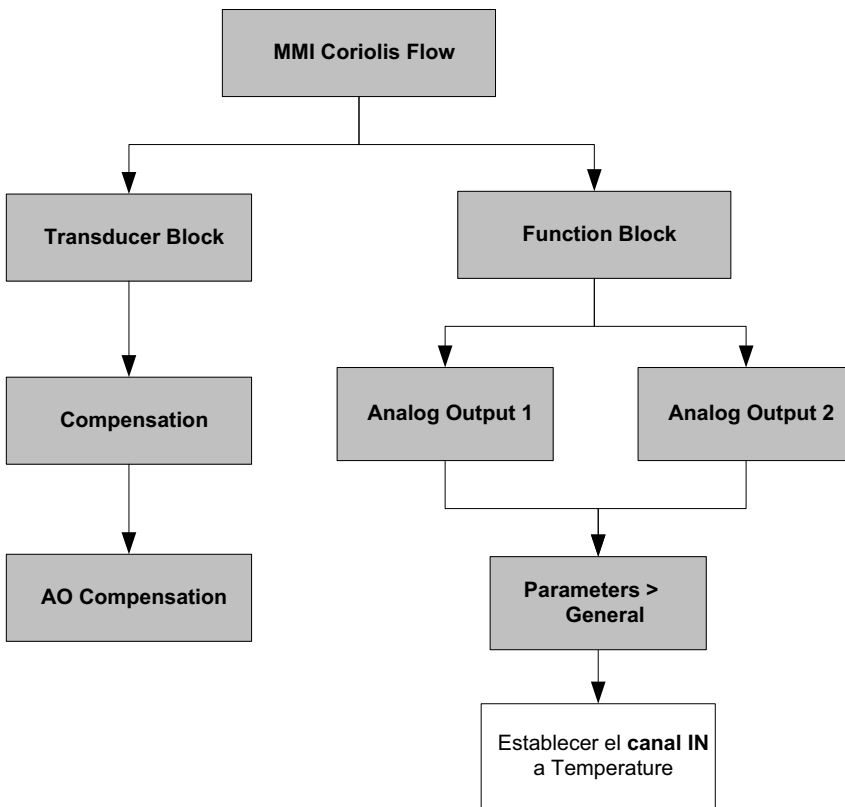 MMI Coriolis Flow
Transducer Block
Function Block
Compensation
Analog Output 1
Analog Output 2
AO Compensation
Parameters >
General
Establecer el canal IN
a Temperature